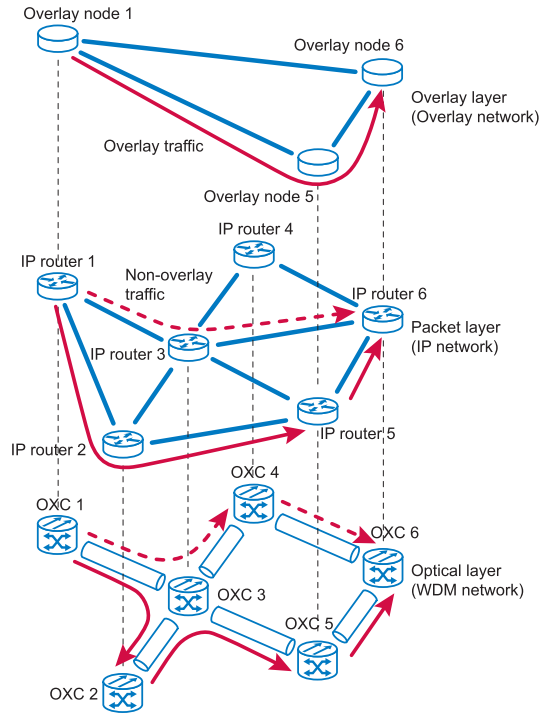 Overlay node 1
Overlay node 6
Overlay layer
(Overlay network)
Overlay traffic
Overlay node 5
IP router 4
IP router 1
Non-overlay
traffic
IP router 6
Packet layer
(IP network)
IP router 3
IP router 5
IP router 2
OXC 4
OXC 1
OXC 6
Optical layer
(WDM network)
OXC 3
OXC 5
OXC 2